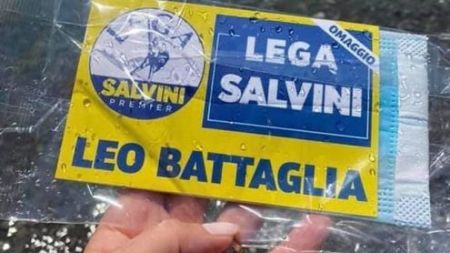 LEGA
SALVINI
PREMIER
LEGA
SALVINI
OMAGGIO
LEO BATTAGLIA